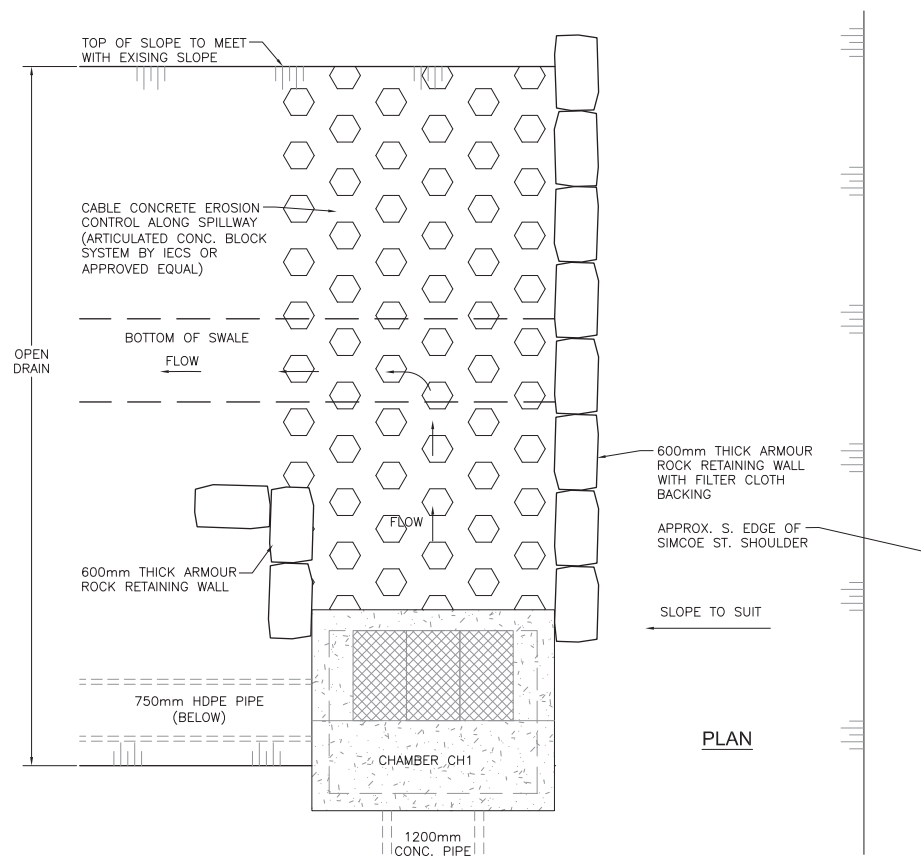 TOP OF SLOPE TO MEET
WITH EXISING SLOPE
CABLE CONCRETE EROSION
CONTROL ALONG SPILLWAY
(ARTICULATED CONC. BLOCK
SYSTEM BY IECS OR
APPROVED EQUAL)
BOTTOM OF SWALE
FLOW
OPEN
DRAIN
600mm THICK ARMOUR
ROCK RETAINING WALL
WITH FILTER CLOTH
BACKING
FLOW
APPROX. S. EDGE OF
SIMCOE ST. SHOULDER
600mm THICK ARMOUR
ROCK RETAINING WALL
SLOPE TO SUIT
750mm HDPE PIPE
(BELOW)
PLAN
CHAMBER CH1
1200mm
CONC. PIPE